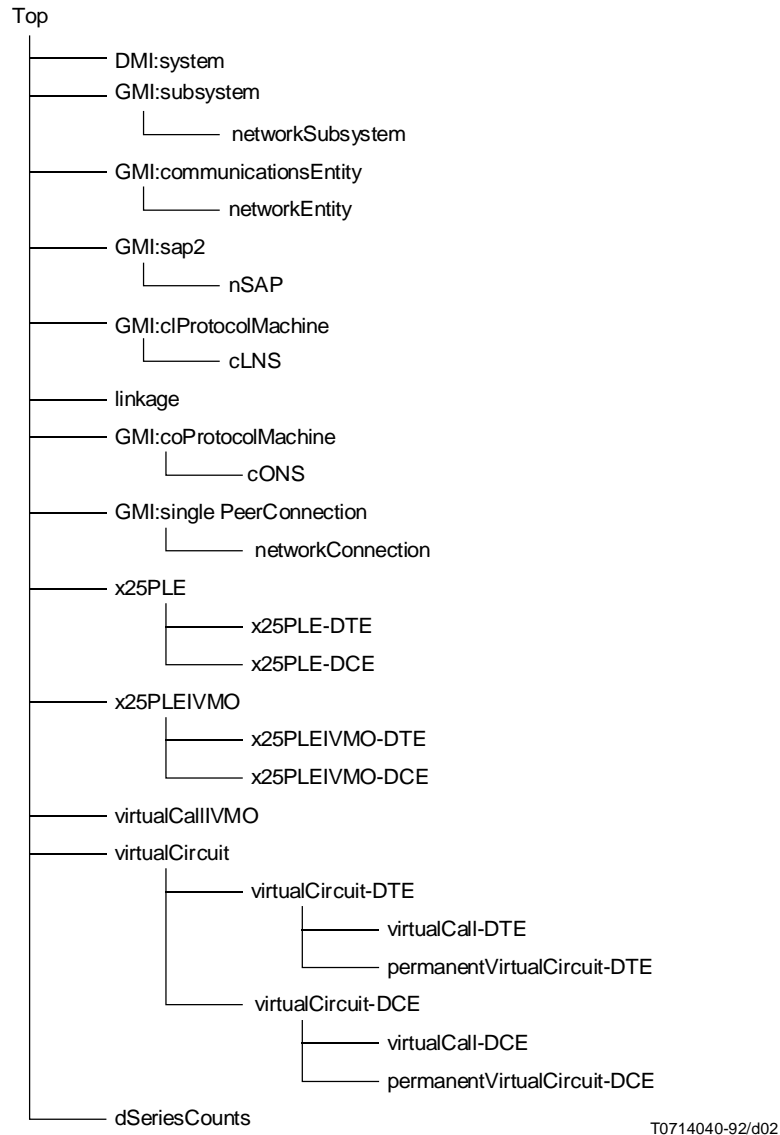 Top
DMI:system
GMI:subsystem
networkSubsystem
GMI:communicationsEntity
networkEntity
GMI:sap2
nSAP
GMI:clProtocolMachine
cLNS
linkage
GMI:coProtocolMachine
cONS
GMI:single PeerConnection
networkConnection
x25PLE
x25PLE-DTE
x25PLE-DCE
x25PLEIVMO
x25PLEIVMO-DTE
x25PLEIVMO-DCE
virtualCallIVMO
virtualCircuit
virtualCircuit-DTE
virtualCall-DTE
permanentVirtualCircuit-DTE
virtualCircuit-DCE
virtualCall-DCE
permanentVirtualCircuit-DCE
dSeriesCounts
T0714040-92/d02